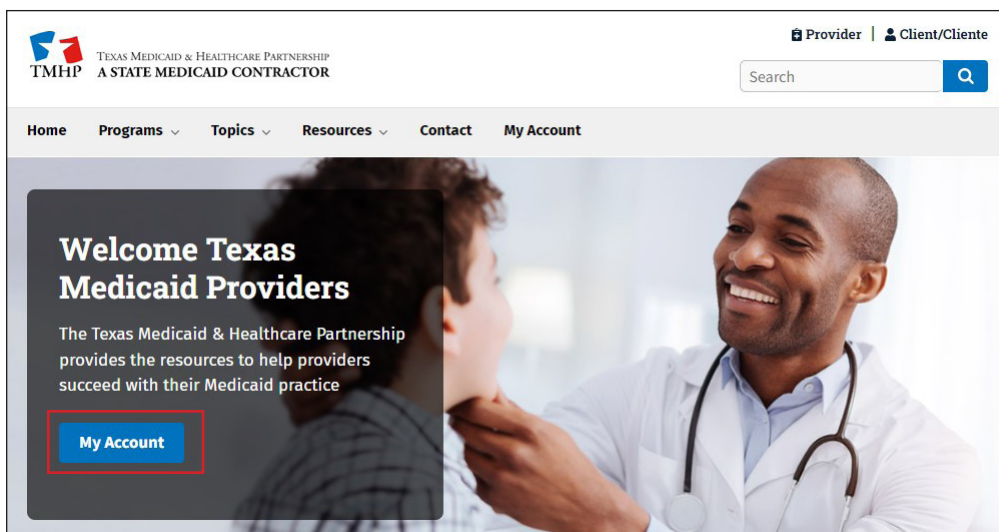 Provider | Client/Cliente
TMHP
TEXAS MEDICAID & HEALTHCARE PARTNERSHIP
A STATE MEDICAID CONTRACTOR
Search
Home Programs Topics Resources Contact My Account
Welcome Texas
Medicaid Providers
The Texas Medicaid & Healthcare Partnership
provides the resources to help providers
succeed with their Medicaid practice
My Account